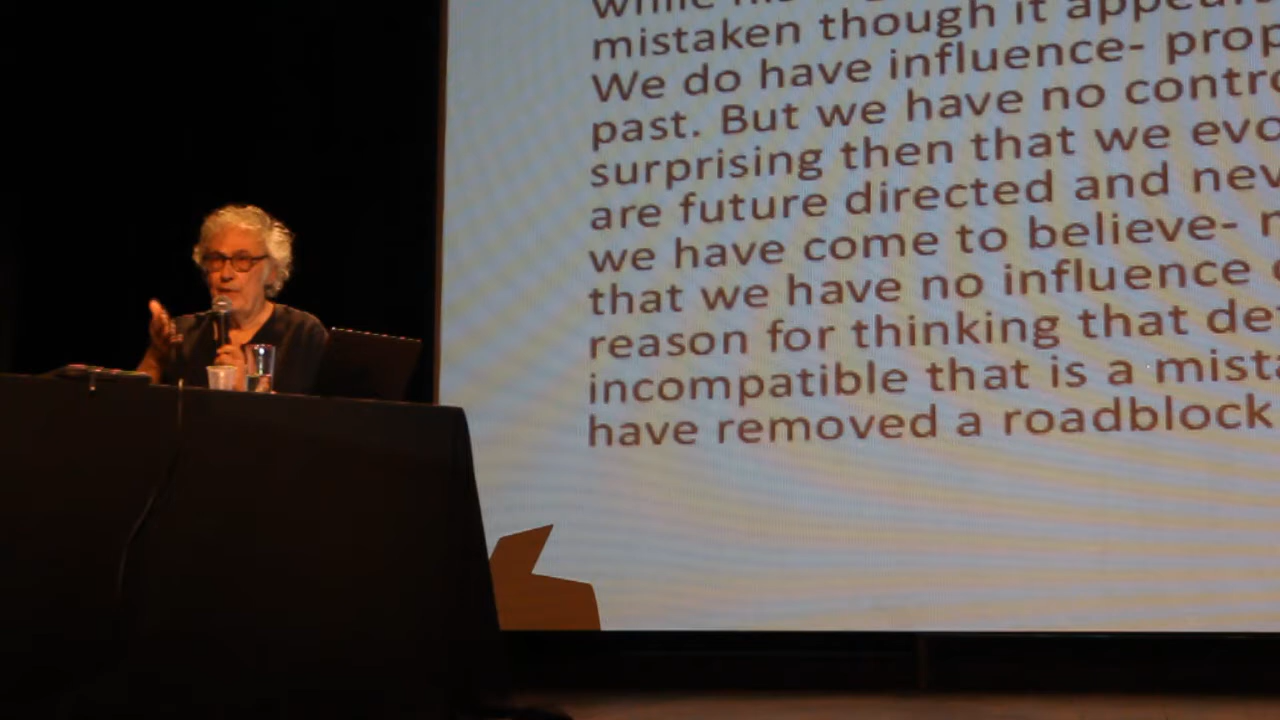 mistaken though it appears
We do have influence- prop
past. But we have no contro
surprising then that we evo
are future directed and nev
we have come to believe- n
that we have no influence
reason for thinking that de
incompatible that is a mista
have removed a roadblock